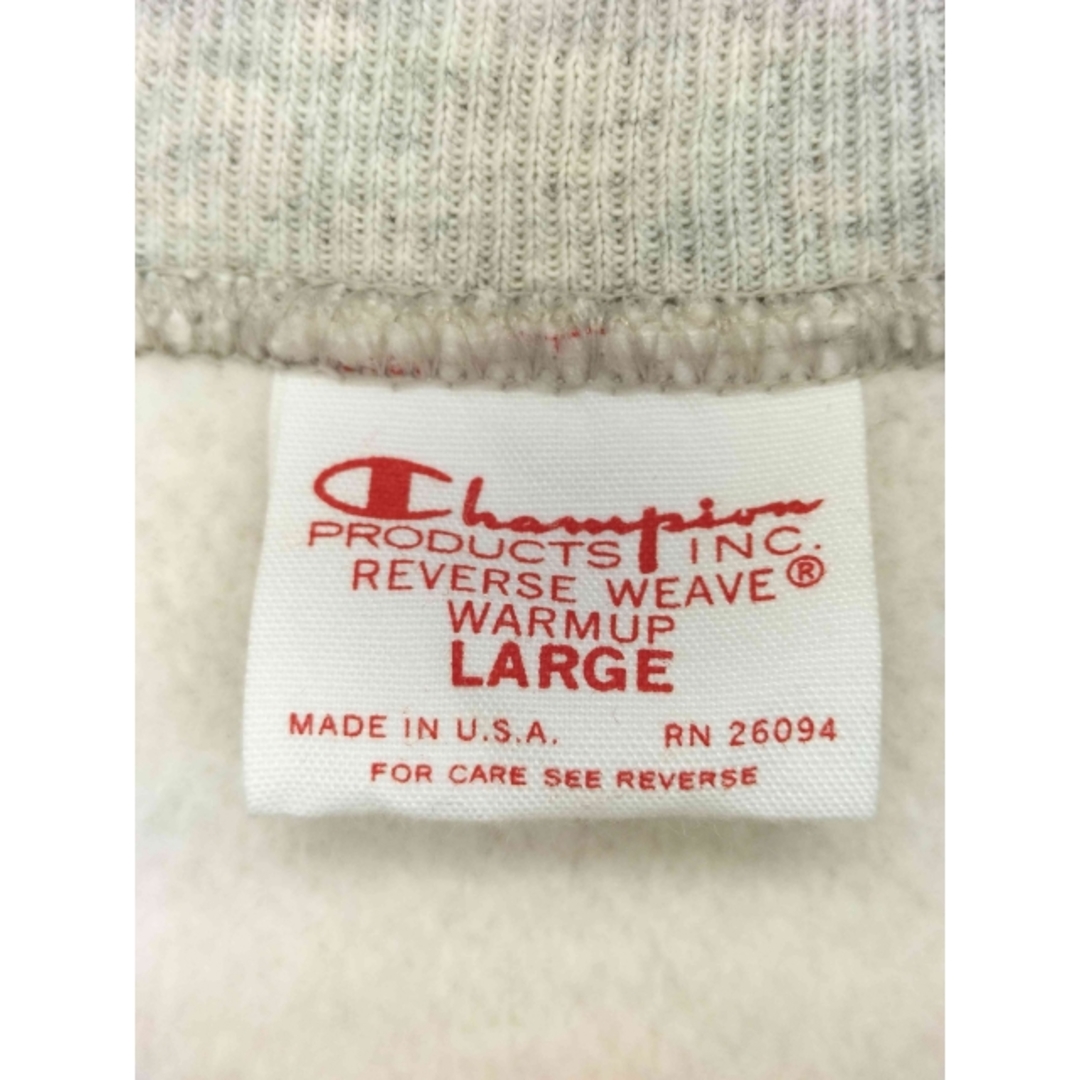 Champion
PRODUCTS INC.
REVERSE WEAVE®
WARMUP
LARGE
MADE IN U.S.A. RN 26094
FOR CARE SEE REVERSE